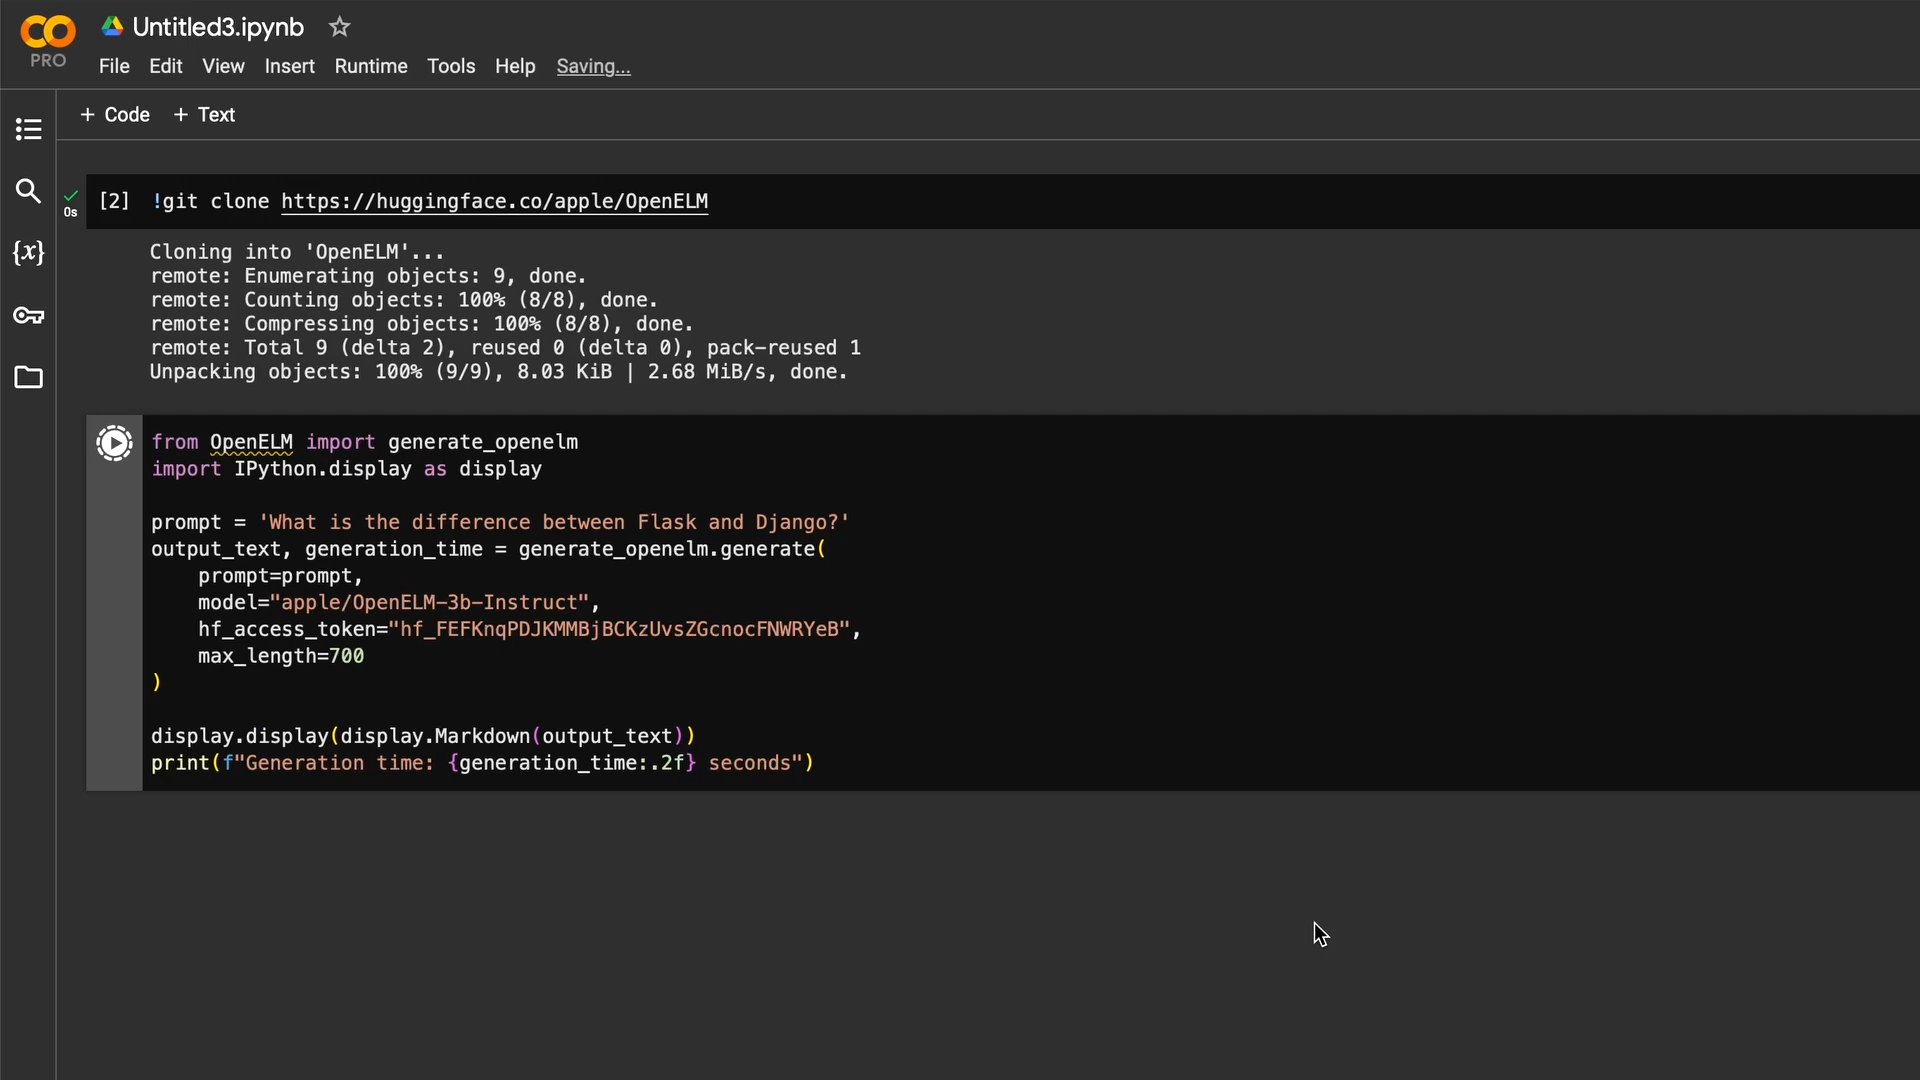 Untitled3.ipynb
PRO
File Edit View Insert Runtime Tools Help Saving...
+ Code + Text
{x}
0s
[2] !git clone https://huggingface.co/apple/OpenELM
Cloning into 'OpenELM'...
remote: Enumerating objects: 9, done.
remote: Counting objects: 100% (8/8), done.
remote: Compressing objects: 100% (8/8), done.
remote: Total 9 (delta 2), reused 0 (delta 0), pack-reused 1
Unpacking objects: 100% (9/9), 8.03 KiB | 2.68 MiB/s, done.
from OpenELM import generate_openelm
import IPython.display as display
prompt = 'What is the difference between Flask and Django?'
output_text, generation_time = generate_openelm.generate(
prompt=prompt,
model="apple/OpenELM-3b-Instruct",
hf_access_token="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",
max_length=700
)
display.display(display.Markdown(output_text))
print(f"Generation time: {generation_time:.2f} seconds")